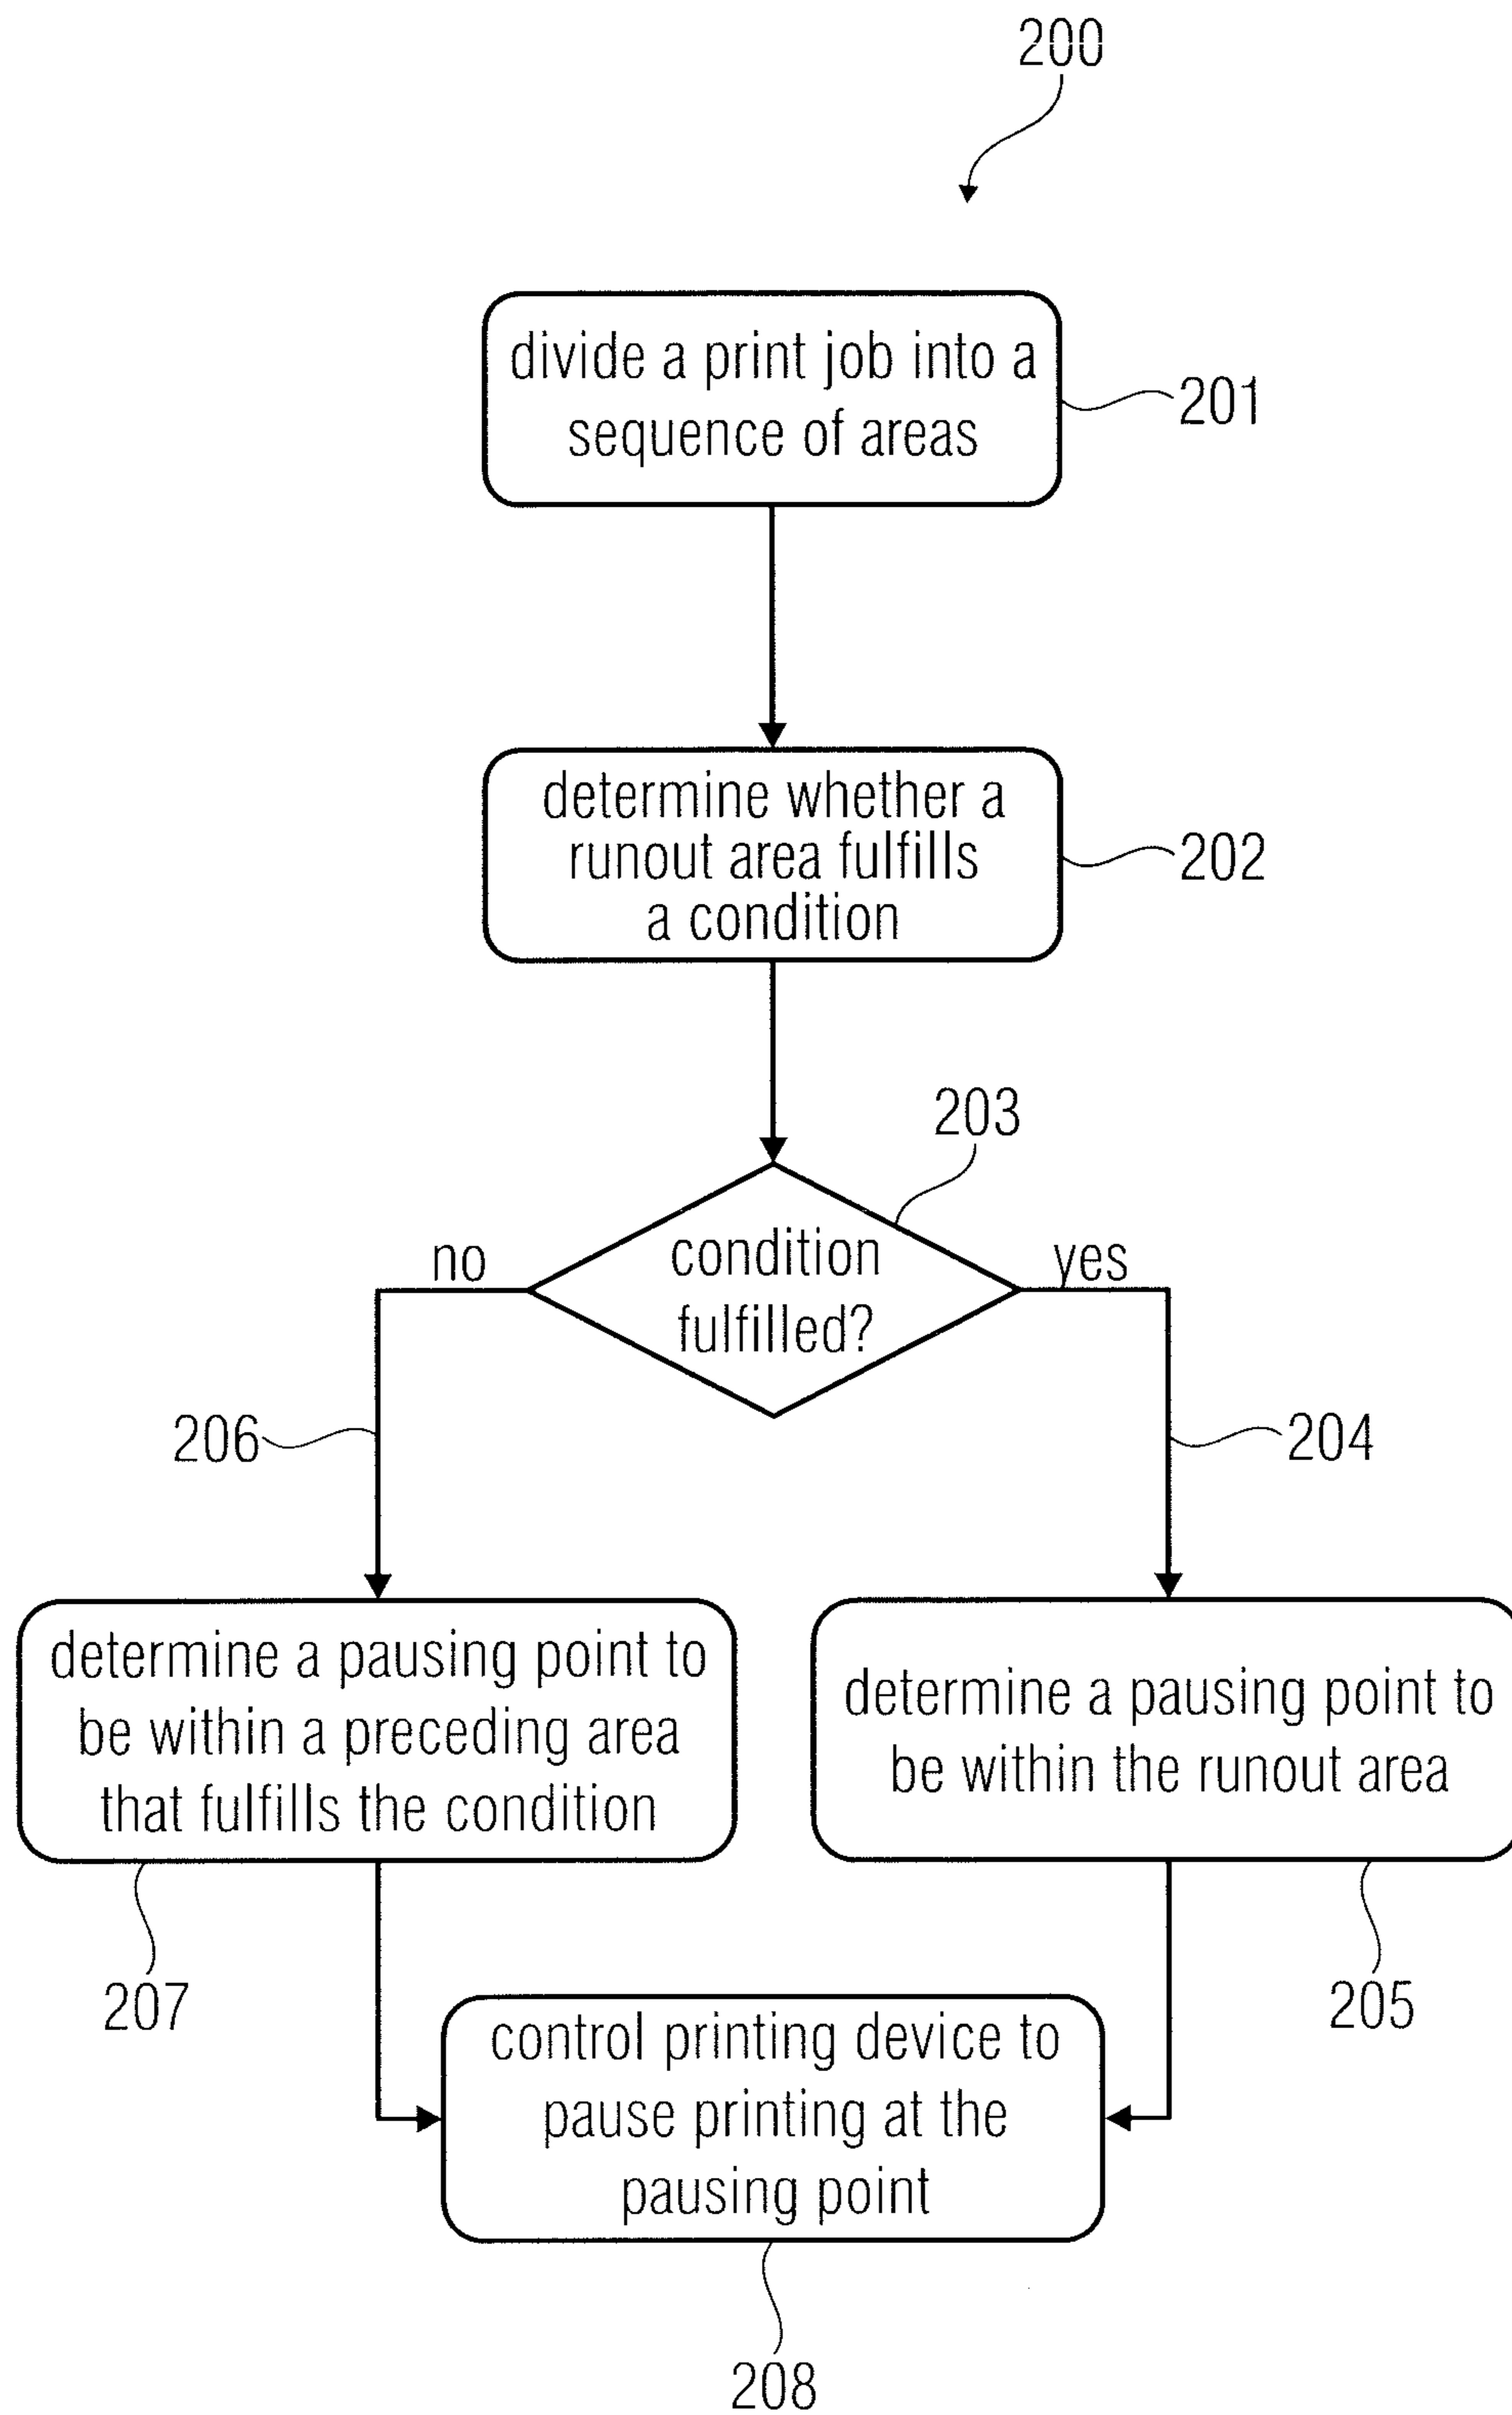 200
divide a print job into a
sequence of areas
201
determine whether a
runout area fulfills
a condition
202
203
condition
fulfilled?
no
yes
206
204
determine a pausing point to
be within a preceding area
that fulfills the condition
determine a pausing point to
be within the runout area
207
205
control printing device to
pause printing at the
pausing point
208